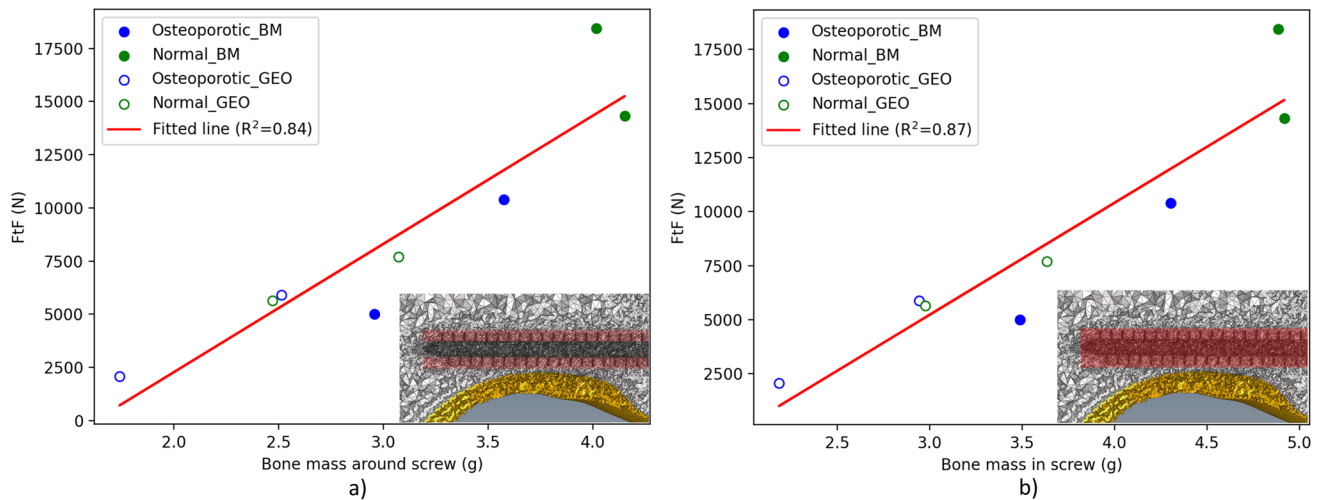 17500
15000
12500
10000
7500
5000
2500
0
FtF (N)
Osteoporotic_BM
Normal_BM
Osteoporotic_GEO
Normal_GEO
Fitted line (R²=0.84)
2.0 2.5 3.0 3.5 4.0
Bone mass around screw (g)
a)
17500
15000
12500
10000
7500
5000
2500
FtF (N)
Osteoporotic_BM
Normal_BM
Osteoporotic_GEO
Normal_GEO
Fitted line (R²=0.87)
2.5 3.0 3.5 4.0 4.5 5.0
Bone mass in screw (g)
b)